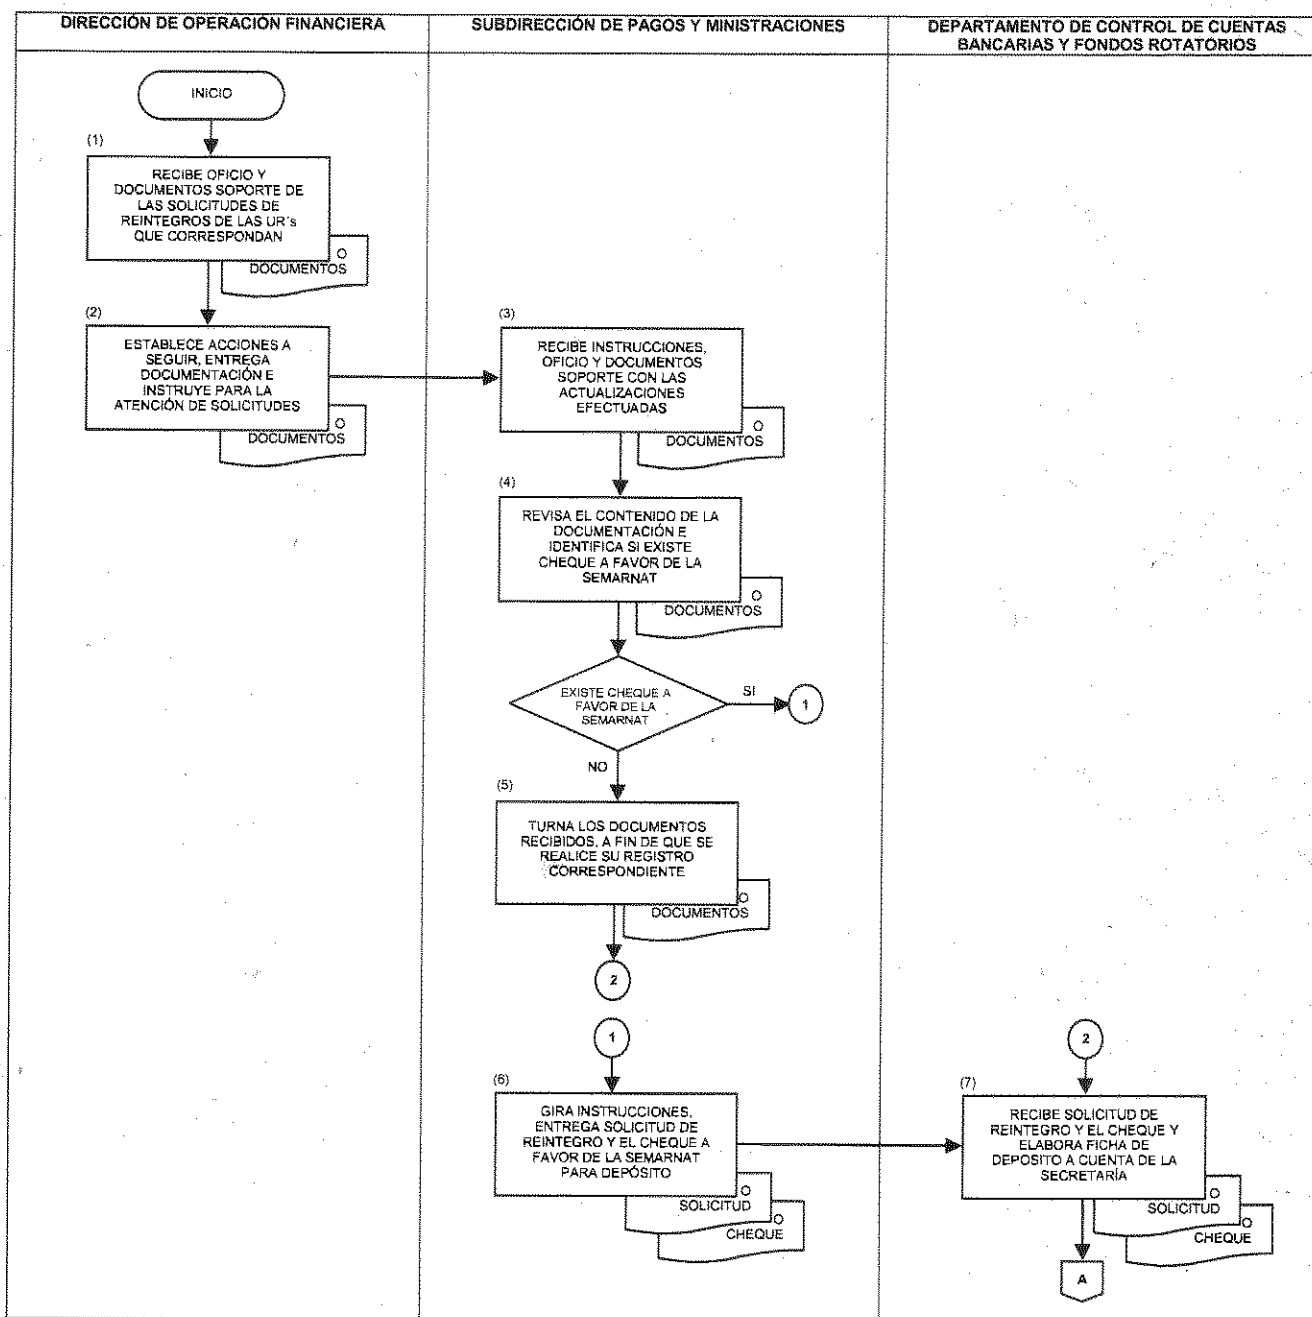 DIRECCIÓN DE OPERACIÓN FINANCIERA
SUBDIRECCIÓN DE PAGOS Y MINISTRACIONES
DEPARTAMENTO DE CONTROL DE CUENTAS
BANCARIAS Y FONDOS ROTATORIOS
INICIO
(1)
RECIBE OFICIO Y
DOCUMENTOS SOPORTE DE
LAS SOLICITUDES DE
REINTEGROS DE LAS UR´s
QUE CORRESPONDAN
O
DOCUMENTOS
(2)
ESTABLECE ACCIONES A
SEGUIR, ENTREGA
DOCUMENTACIÓN E
INSTRUYE PARA LA
ATENCIÓN DE SOLICITUDES
O
DOCUMENTOS
(3)
RECIBE INSTRUCCIONES,
OFICIO Y DOCUMENTOS
SOPORTE CON LAS
ACTUALIZACIONES
EFECTUADAS
O
DOCUMENTOS
(4)
REVISA EL CONTENIDO DE LA
DOCUMENTACIÓN E
IDENTIFICA SI EXISTE
CHEQUE A FAVOR DE LA
SEMARNAT
O
DOCUMENTOS
EXISTE CHEQUE A
FAVOR DE LA
SEMARNAT
SI
1
NO
(5)
TURNA LOS DOCUMENTOS
RECIBIDOS, A FIN DE QUE SE
REALICE SU REGISTRO
CORRESPONDIENTE
O
DOCUMENTOS
2
1
(6)
GIRA INSTRUCCIONES,
ENTREGA SOLICITUD DE
REINTEGRO Y EL CHEQUE A
FAVOR DE LA SEMARNAT
PARA DEPÓSITO
O
SOLICITUD
O
CHEQUE
2
(7)
RECIBE SOLICITUD DE
REINTEGRO Y EL CHEQUE Y
ELABORA FICHA DE
DEPOSITO A CUENTA DE LA
SECRETARÍA
O
SOLICITUD
O
CHEQUE
A